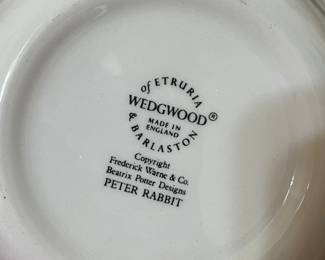 of ETRURIA
WEDGWOOD®
MADE IN
ENGLAND
& BARLASTON
Copyright
Frederick Warne & Co.
Beatrix Potter Designs
PETER RABBIT